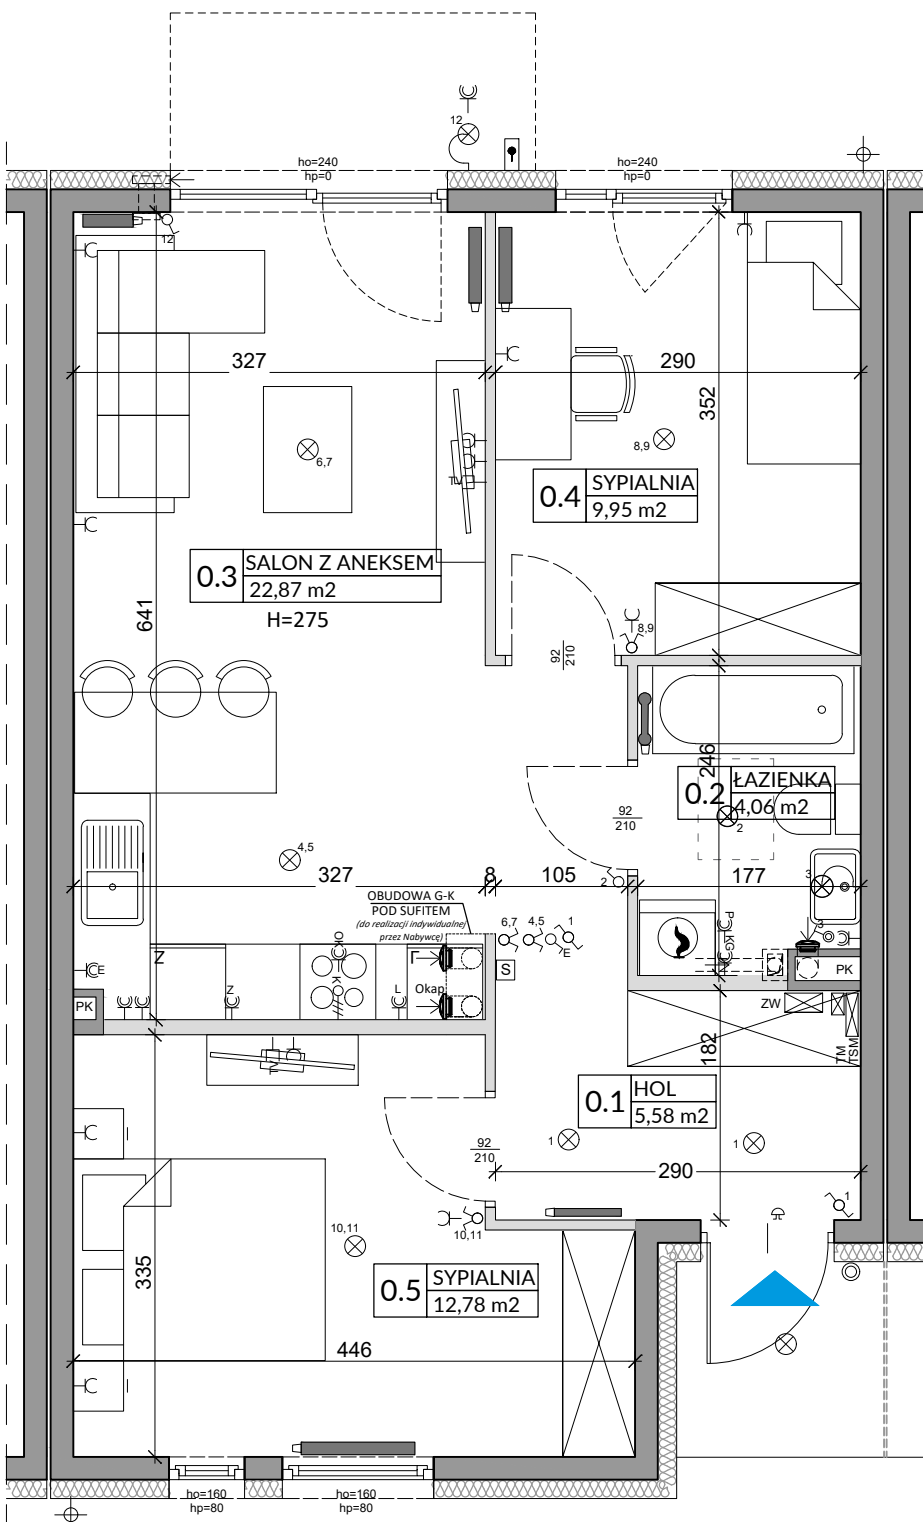 12
ho=240
hp=0
ho=240
hp=0
12
327
290
352
6,7
8,9
TV
0.4
SYPIALNIA
9,95 m2
0.3
SALON Z ANEKSEM
22,87 m2
H=275
641
8,9
92
210
246
0.2
ŁAZIENKA
4,06 m2
2
92
210
4,5
327
8
105
2
177
3
OBUDOWA G-K
POD SUFITEM
(do realizacji indywidualnej
przez Nabywcę)
6,7
4,5
1
E
P
KG
3
S
PK
E
Z
OK
Z
K
L
Okap
PK
ZW
TM
TSM
182
0.1
HOL
5,58 m2
1
1
92
210
290
1
10,11
10,11
335
0.5
SYPIALNIA
12,78 m2
446
ho=160
hp=80
ho=160
hp=80